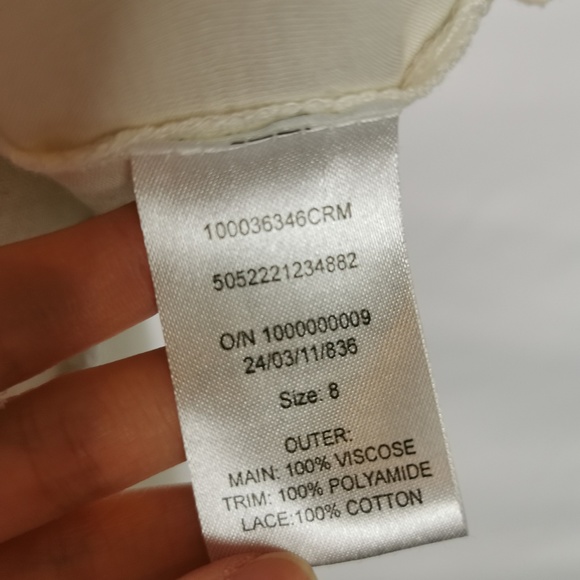 100036346CRM
5052221234882
O/N 1000000009
24/03/11/836
Size: 8
OUTER:
MAIN: 100% VISCOSE
TRIM: 100% POLYAMIDE
LACE:100% COTTON